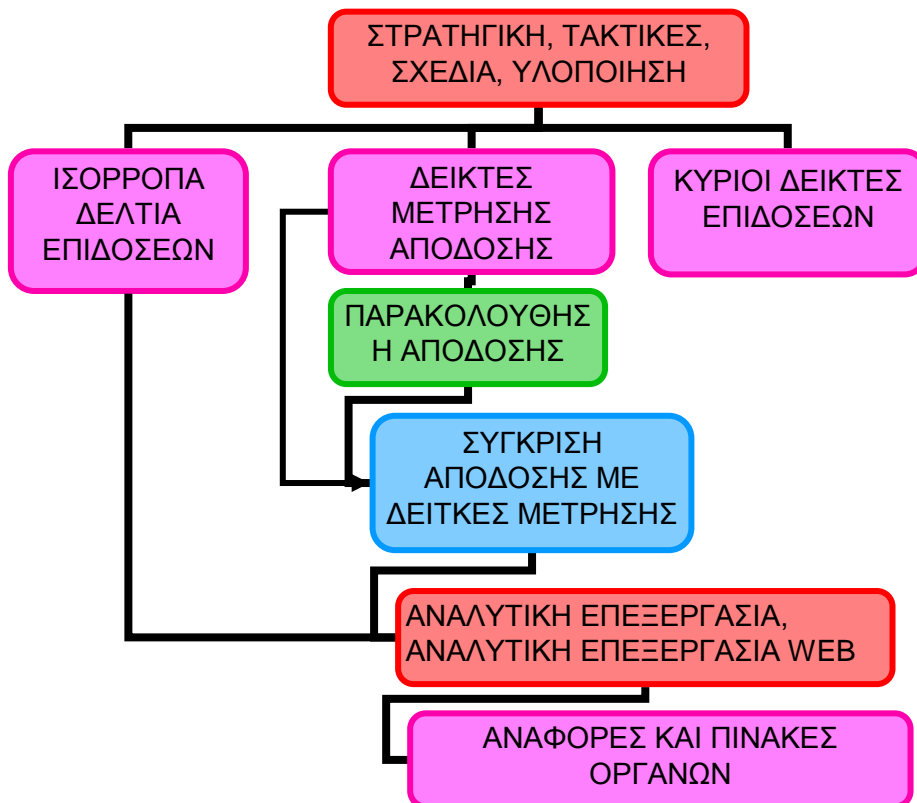 ΣΤΡΑΤΗΓΙΚΗ, ΤΑΚΤΙΚΕΣ,
ΣΧΕΔΙΑ, ΥΛΟΠΟΙΗΣΗ
ΙΣΟΡΡΟΠΑ
ΔΕΛΤΙΑ
ΕΠΙΔΟΣΕΩΝ
ΔΕΙΚΤΕΣ
ΜΕΤΡΗΣΗΣ
ΑΠΟΔΟΣΗΣ
ΚΥΡΙΟΙ ΔΕΙΚΤΕΣ
ΕΠΙΔΟΣΕΩΝ
ΠΑΡΑΚΟΛΟΥΘΗΣ
Η ΑΠΟΔΟΣΗΣ
ΣΥΓΚΡΙΣΗ
ΑΠΟΔΟΣΗΣ ΜΕ
ΔΕΙΤΚΕΣ ΜΕΤΡΗΣΗΣ
ΑΝΑΛΥΤΙΚΗ ΕΠΕΞΕΡΓΑΣΙΑ,
ΑΝΑΛΥΤΙΚΗ ΕΠΕΞΕΡΓΑΣΙΑ WEB
ΑΝΑΦΟΡΕΣ ΚΑΙ ΠΙΝΑΚΕΣ
ΟΡΓΑΝΩΝ